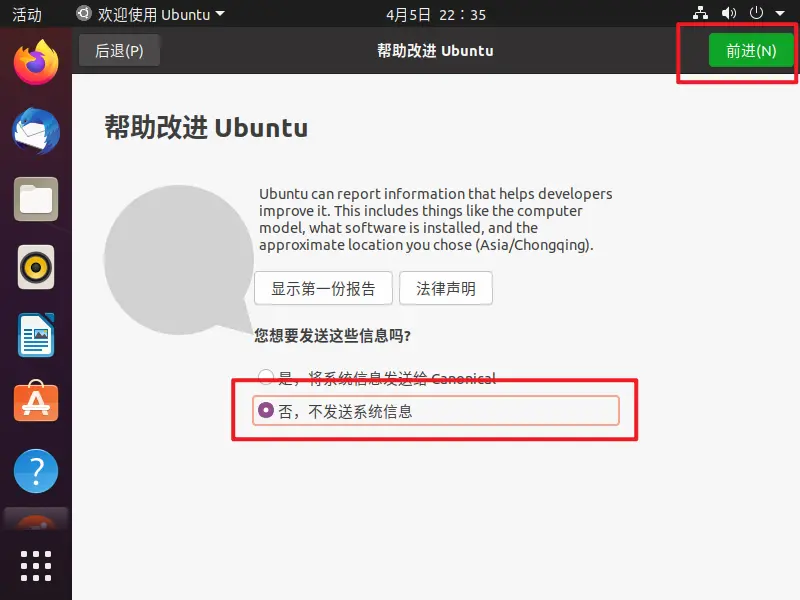 活动
欢迎使用 Ubuntu
4月5日 22：35
后退(P)
帮助改进 Ubuntu
前进(N)
帮助改进 Ubuntu
Ubuntu can report information that helps developers
improve it. This includes things like the computer
model, what software is installed, and the
approximate location you chose (Asia/Chongqing).
显示第一份报告
法律声明
您想要发送这些信息吗?
是，将系统信息发送给 Canonical
否，不发送系统信息